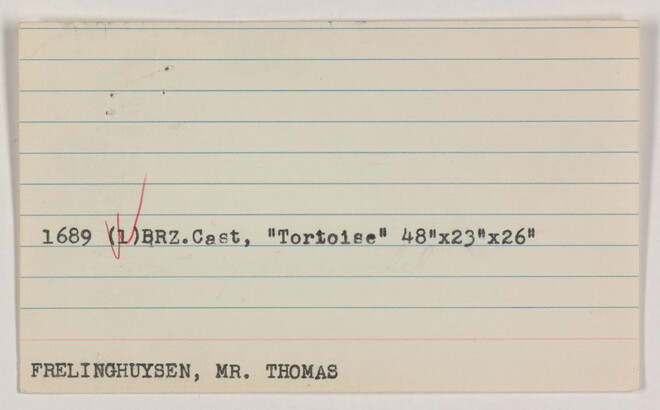 1689 (1)BRZ.Cast, "Tortoise" 48"x23"x26"
FRELINGHUYSEN, MR. THOMAS